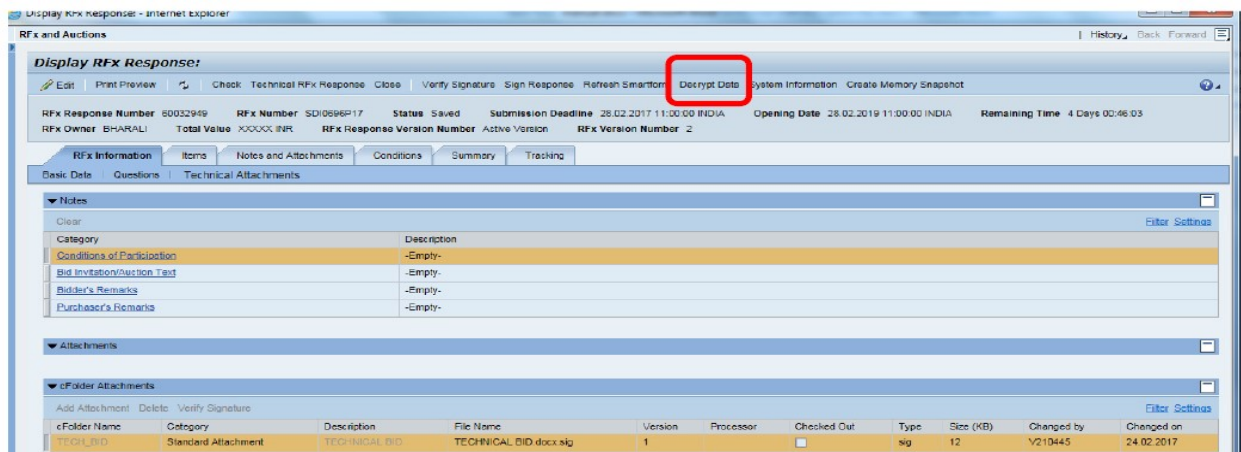 Display RFx Response: - Internet Explorer
RFx and Auctions | History Back Forward
Display RFx Response:
Edit | Print Preview | Check Technical RFx Response Close | Verify Signature Sign Response Refresh Smartform Decrypt Data System Information Create Memory Snapshot
RFx Response Number 60032949 RFx Number SDI0696P17 Status Saved Submission Deadline 28.02.2017 11:00:00 INDIA Opening Date 28.02.2019 11:00:00 INDIA Remaining Time 4 Days 00:46:03
RFx Owner BHARALI Total Value XXXXX INR RFx Response Version Number Active Version RFx Version Number 2
RFx Information Items Notes and Attachments Conditions Summary Tracking
Basic Data | Questions | Technical Attachments
Notes
Clear Filter Settings
Category Description
Conditions of Participation -Empty-
Bid Invitation/Auction Text -Empty-
Bidder's Remarks -Empty-
Purchaser's Remarks -Empty-
Attachments
cFolder Attachments
Add Attachment Delete Verify Signature Filter Settings
cFolder Name Category Description File Name Version Processor Checked Out Type Size (KB) Changed by Changed on
TECH_BID Standard Attachment TECHNICAL BID TECHNICAL BID.docx.sig 1 sig 12 V210445 24.02.2017